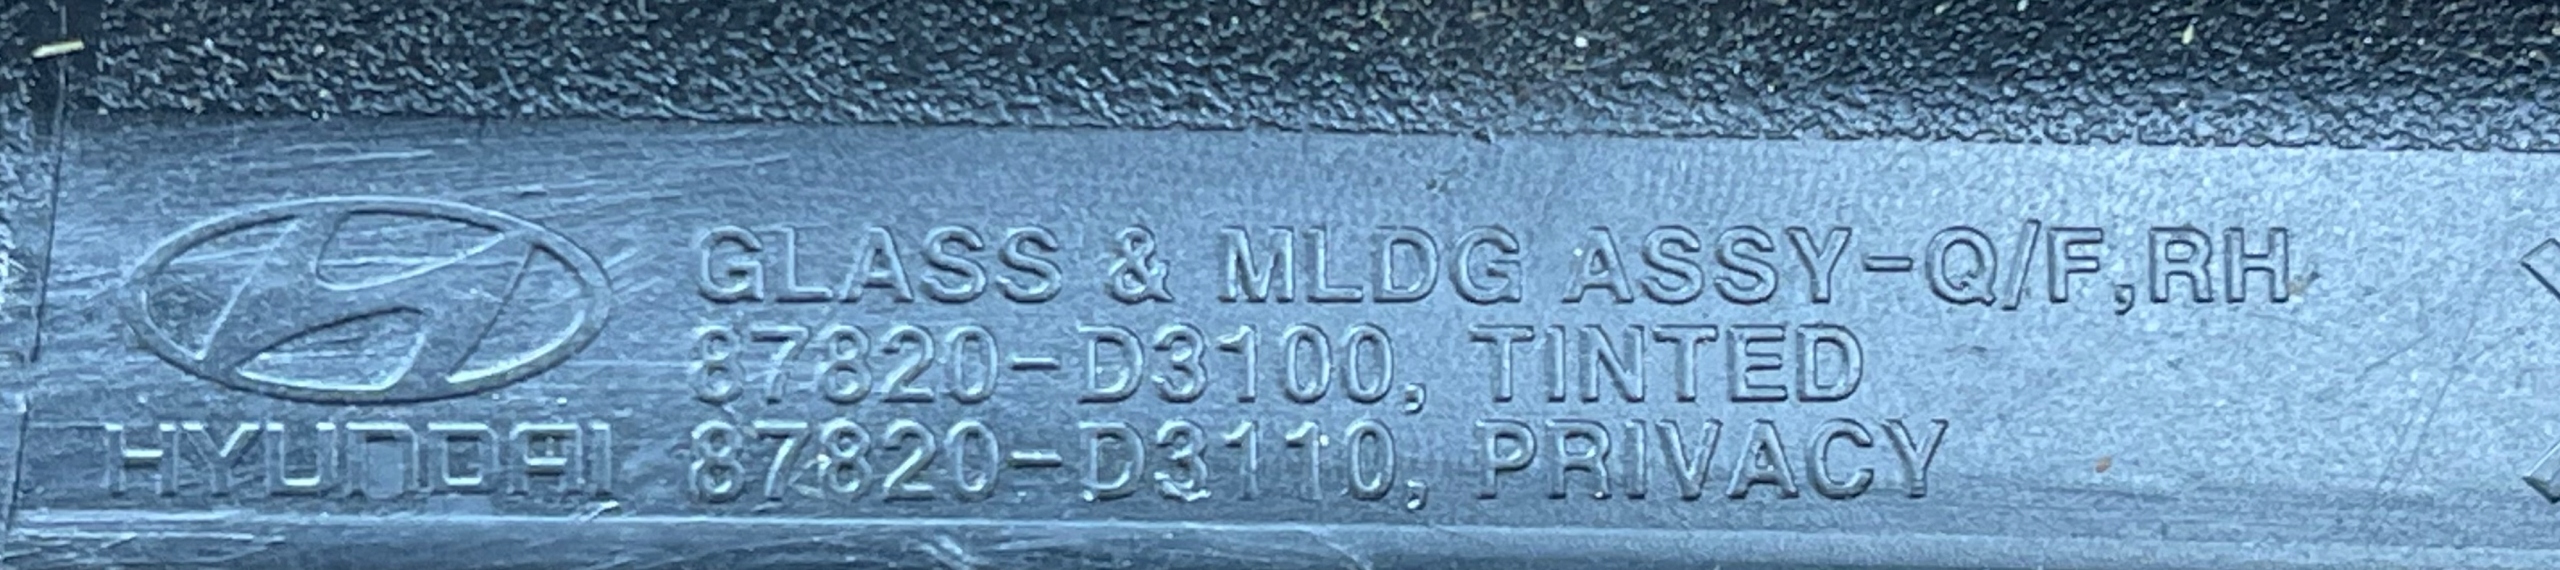 GLASS & MLDG ASSY-Q/F,RH
87820-D3100, TINTED
HYUNDAI 87820-D3110, PRIVACY